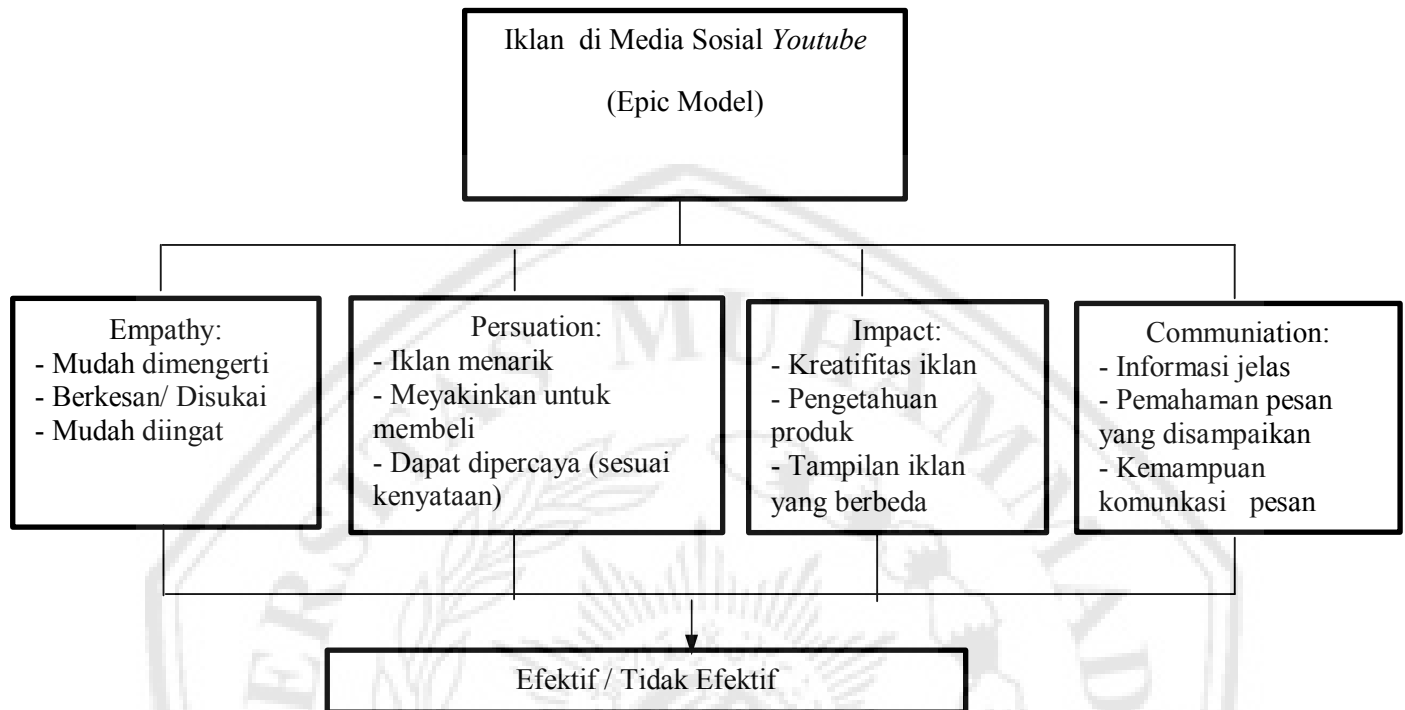 Iklan di Media Sosial Youtube
(Epic Model)
Empathy:
- Mudah dimengerti
- Berkesan/ Disukai
- Mudah diingat
Persuation:
- Iklan menarik
- Meyakinkan untuk
membeli
- Dapat dipercaya (sesuai
kenyataan)
Impact:
- Kreatifitas iklan
- Pengetahuan
produk
- Tampilan iklan
yang berbeda
Communiation:
- Informasi jelas
- Pemahaman pesan
yang disampaikan
- Kemampuan
komunkasi pesan
Efektif / Tidak Efektif
ERSITAS MUHAMMAD